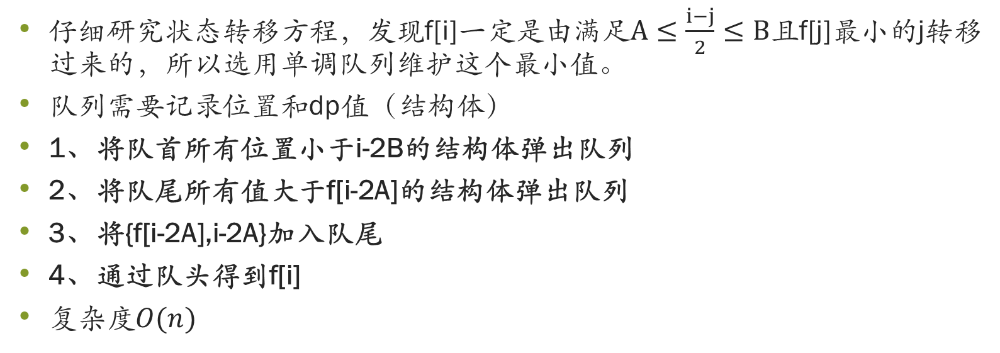 • 仔细研究状态转移方程，发现f[i]一定是由满足A ≤ \frac{i−j}{2} ≤ B且f[j]最小的j转移
过来的，所以选用单调队列维护这个最小值。
• 队列需要记录位置和dp值（结构体）
• 1、将队首所有位置小于i-2B的结构体弹出队列
• 2、将队尾所有值大于f[i-2A]的结构体弹出队列
• 3、将{f[i-2A],i-2A}加入队尾
• 4、通过队头得到f[i]
• 复杂度O(n)